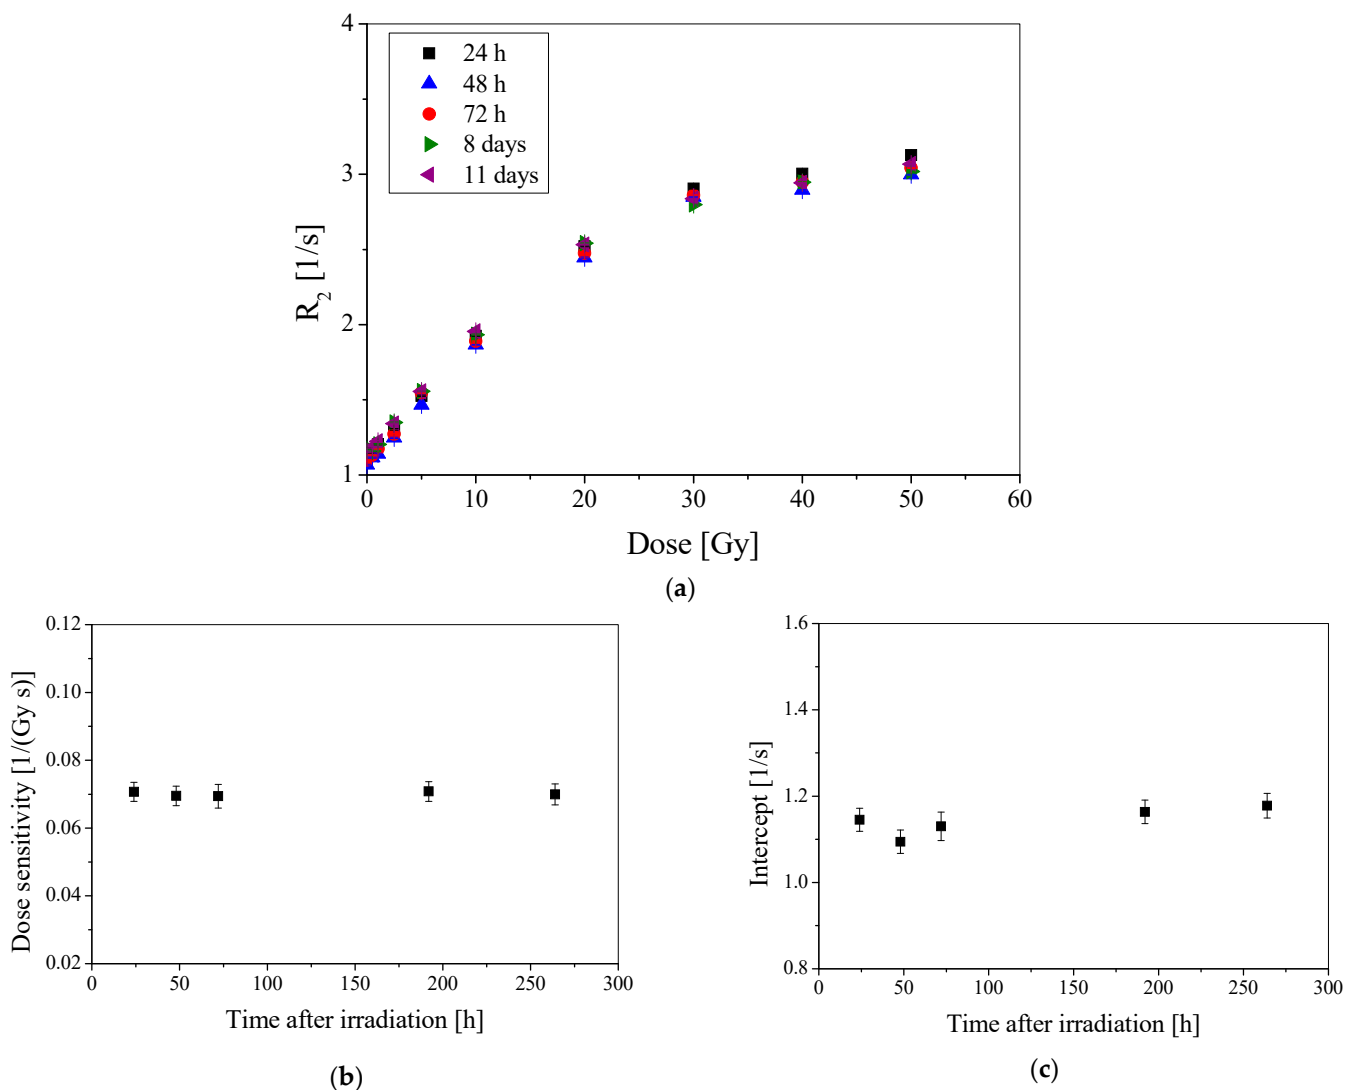 4
3
2
1
R2 [1/s]
24 h
48 h
72 h
8 days
11 days
0 10 20 30 40 50 60
Dose [Gy]
(a)
0.12
0.10
0.08
0.06
0.04
0.02
Dose sensitivity [1/(Gy s)]
0 50 100 150 200 250 300
Time after irradiation [h]
(b)
1.6
1.4
1.2
1.0
0.8
Intercept [1/s]
0 50 100 150 200 250 300
Time after irradiation [h]
(c)